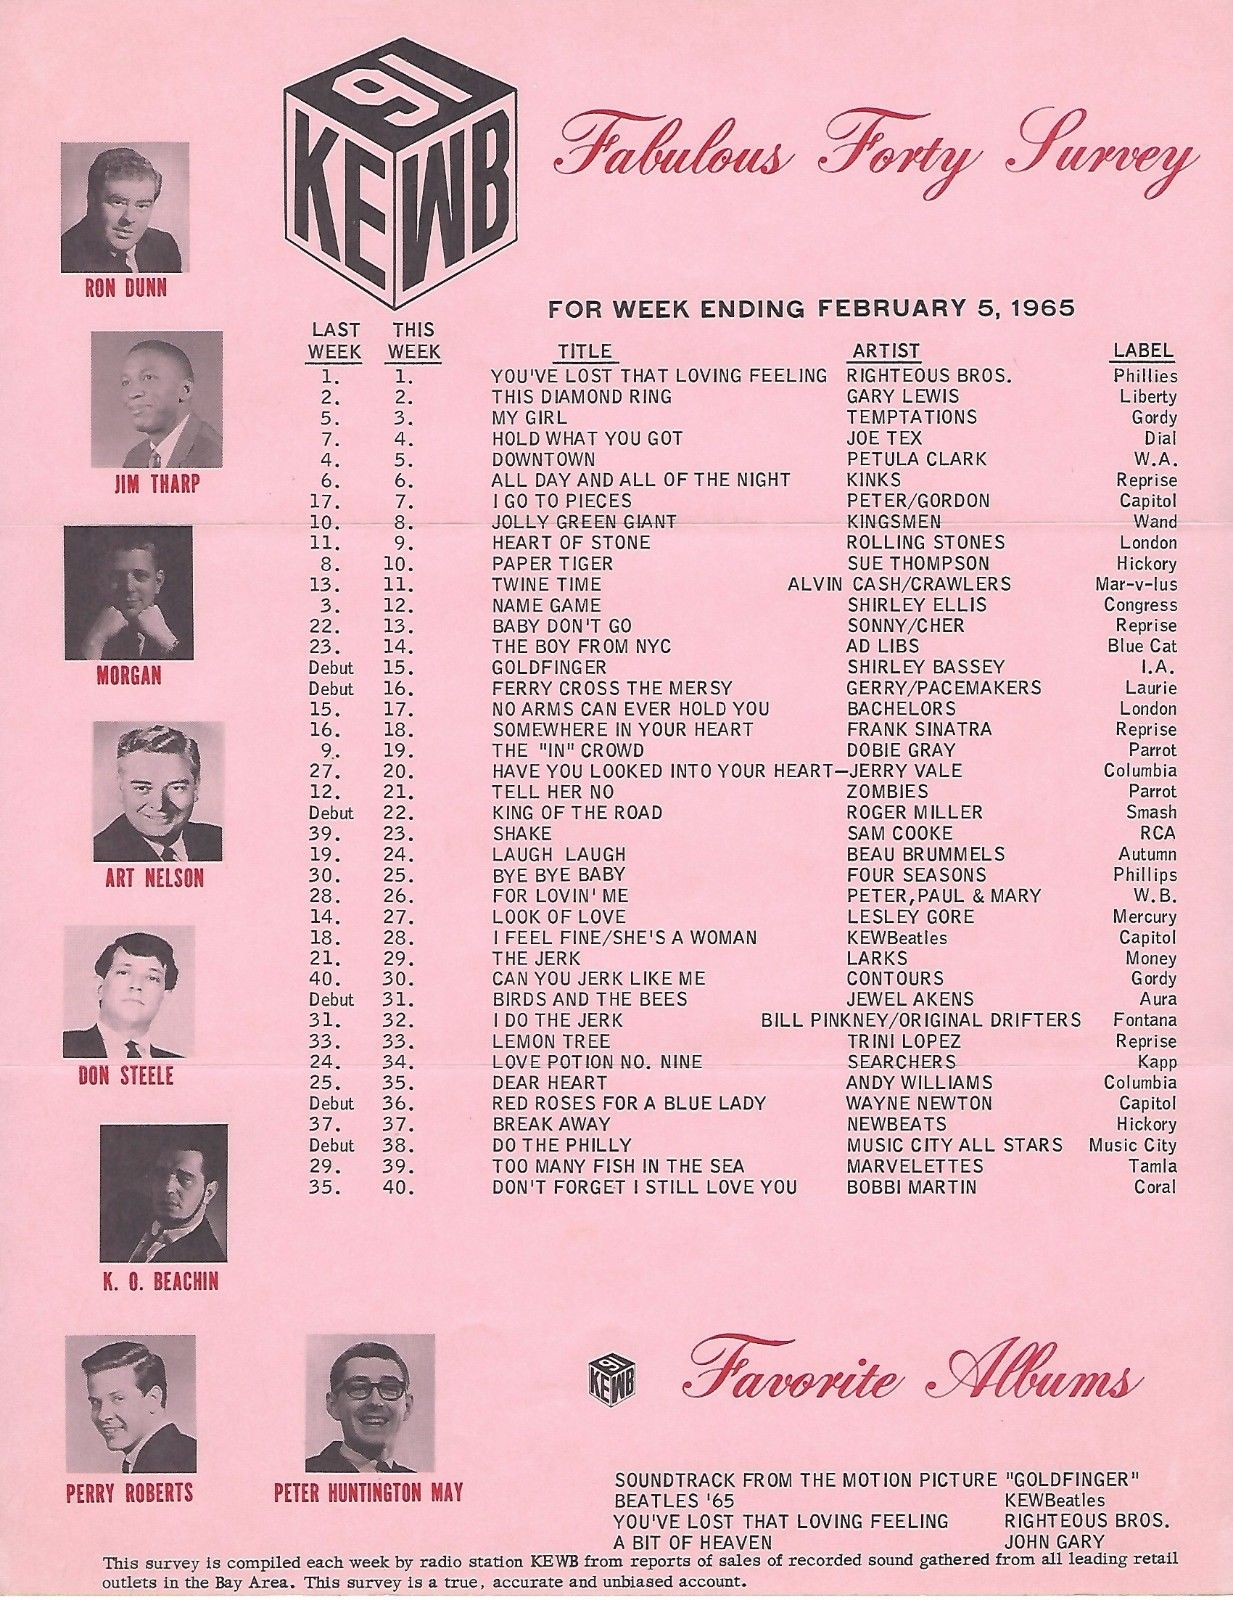 91
KEWB
Fabulous Forty Survey
FOR WEEK ENDING FEBRUARY 5, 1965
RON DUNN
JIM THARP
MORGAN
ART NELSON
DON STEELE
K. O. BEACHIN
PERRY ROBERTS
PETER HUNTINGTON MAY
LAST WEEK THIS WEEK TITLE ARTIST LABEL
1. 1. YOU'VE LOST THAT LOVING FEELING RIGHTEOUS BROS. Phillies
2. 2. THIS DIAMOND RING GARY LEWIS Liberty
5. 3. MY GIRL TEMPTATIONS Gordy
7. 4. HOLD WHAT YOU GOT JOE TEX Dial
4. 5. DOWNTOWN PETULA CLARK W.A.
6. 6. ALL DAY AND ALL OF THE NIGHT KINKS Reprise
17. 7. I GO TO PIECES PETER/GORDON Capitol
10. 8. JOLLY GREEN GIANT KINGSMEN Wand
11. 9. HEART OF STONE ROLLING STONES London
8. 10. PAPER TIGER SUE THOMPSON Hickory
13. 11. TWINE TIME ALVIN CASH/CRAWLERS Mar-v-lus
3. 12. NAME GAME SHIRLEY ELLIS Congress
22. 13. BABY DON'T GO SONNY/CHER Reprise
23. 14. THE BOY FROM NYC AD LIBS Blue Cat
Debut 15. GOLDFINGER SHIRLEY BASSEY I.A.
Debut 16. FERRY CROSS THE MERSY GERRY/PACEMAKERS Laurie
15. 17. NO ARMS CAN EVER HOLD YOU BACHELORS London
16. 18. SOMEWHERE IN YOUR HEART FRANK SINATRA Reprise
9. 19. THE "IN" CROWD DOBIE GRAY Parrot
27. 20. HAVE YOU LOOKED INTO YOUR HEART—JERRY VALE Columbia
12. 21. TELL HER NO ZOMBIES Parrot
Debut 22. KING OF THE ROAD ROGER MILLER Smash
39. 23. SHAKE SAM COOKE RCA
19. 24. LAUGH LAUGH BEAU BRUMMELS Autumn
30. 25. BYE BYE BABY FOUR SEASONS Phillips
28. 26. FOR LOVIN' ME PETER, PAUL & MARY W.B.
14. 27. LOOK OF LOVE LESLEY GORE Mercury
18. 28. I FEEL FINE/SHE'S A WOMAN KEWBeatles Capitol
21. 29. THE JERK LARKS Money
40. 30. CAN YOU JERK LIKE ME CONTOURS Gordy
Debut 31. BIRDS AND THE BEES JEWEL AKENS Aura
31. 32. I DO THE JERK BILL PINKNEY/ORIGINAL DRIFTERS Fontana
33. 33. LEMON TREE TRINI LOPEZ Reprise
24. 34. LOVE POTION NO. NINE SEARCHERS Kapp
25. 35. DEAR HEART ANDY WILLIAMS Columbia
Debut 36. RED ROSES FOR A BLUE LADY WAYNE NEWTON Capitol
37. 37. BREAK AWAY NEWBEATS Hickory
Debut 38. DO THE PHILLY MUSIC CITY ALL STARS Music City
29. 39. TOO MANY FISH IN THE SEA MARVELETTES Tamla
35. 40. DON'T FORGET I STILL LOVE YOU BOBBI MARTIN Coral
91
KEWB
Favorite Albums
SOUNDTRACK FROM THE MOTION PICTURE "GOLDFINGER"
BEATLES '65 KEWBeatles
YOU'VE LOST THAT LOVING FEELING RIGHTEOUS BROS.
A BIT OF HEAVEN JOHN GARY
This survey is compiled each week by radio station KEWB from reports of sales of recorded sound gathered from all leading retail
outlets in the Bay Area. This survey is a true, accurate and unbiased account.